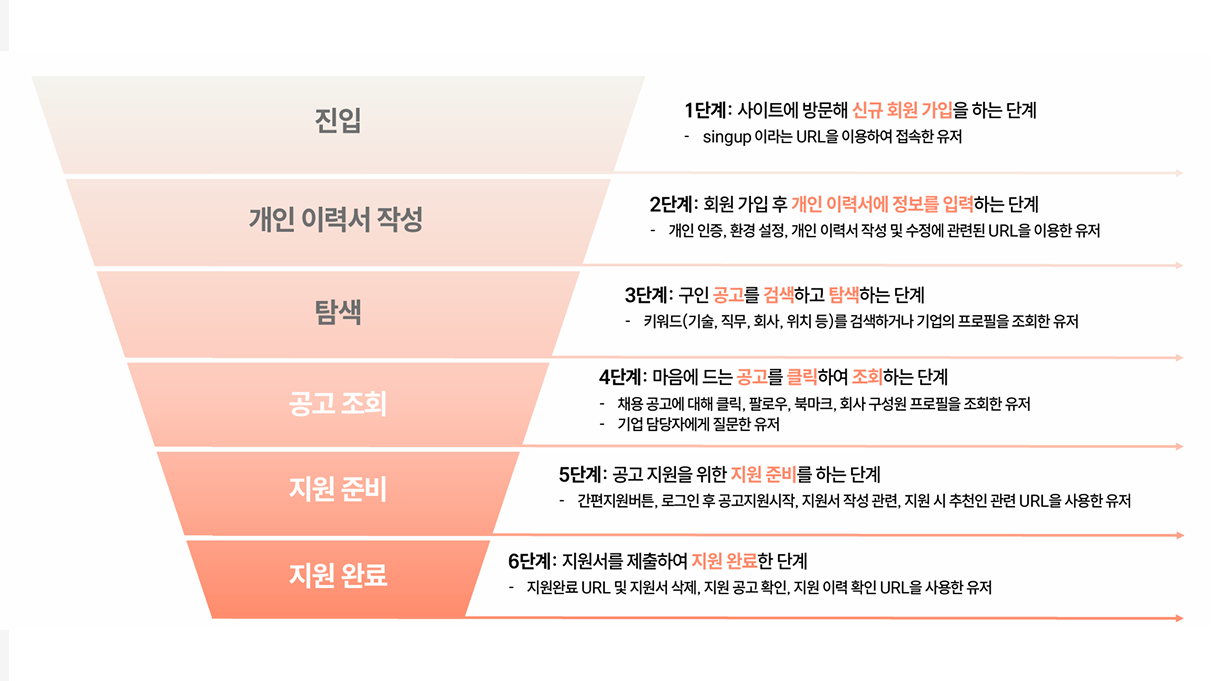 진입
1단계: 사이트에 방문해 신규 회원 가입을 하는 단계
- singup 이라는 URL을 이용하여 접속한 유저
개인 이력서 작성
2단계: 회원 가입 후 개인 이력서에 정보를 입력하는 단계
- 개인 인증, 환경 설정, 개인 이력서 작성 및 수정에 관련된 URL을 이용한 유저
탐색
3단계: 구인 공고를 검색하고 탐색하는 단계
- 키워드(기술, 직무, 회사, 위치 등)를 검색하거나 기업의 프로필을 조회한 유저
공고 조회
4단계: 마음에 드는 공고를 클릭하여 조회하는 단계
- 채용 공고에 대해 클릭, 팔로우, 북마크, 회사 구성원 프로필을 조회한 유저
- 기업 담당자에게 질문한 유저
지원 준비
5단계: 공고 지원을 위한 지원 준비를 하는 단계
- 간편지원버튼, 로그인 후 공고지원시작, 지원서 작성 관련, 지원 시 추천인 관련 URL을 사용한 유저
지원 완료
6단계: 지원서를 제출하여 지원 완료한 단계
- 지원완료 URL 및 지원서 삭제, 지원 공고 확인, 지원 이력 확인 URL을 사용한 유저